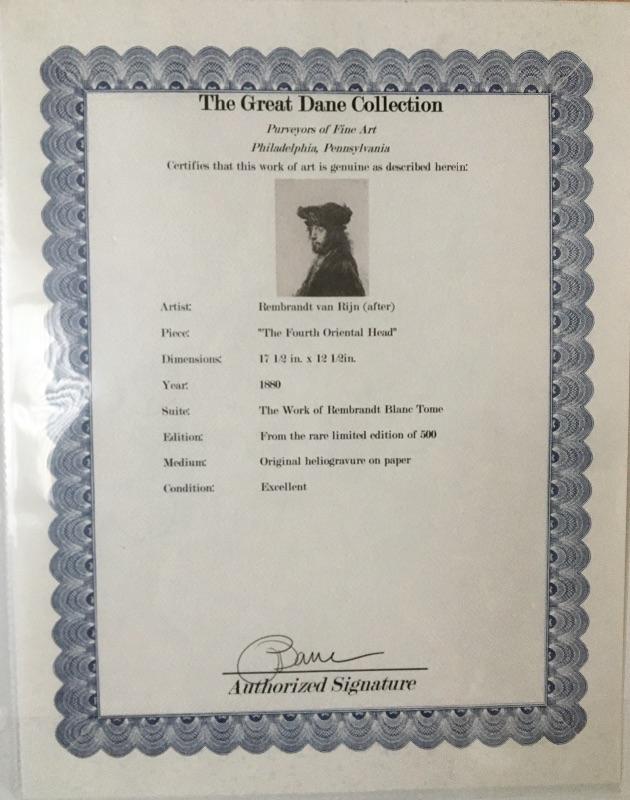 The Great Dane Collection
Purveyors of Fine Art
Philadelphia, Pennsylvania
Certifies that this work of art is genuine as described herein:
Artist: Rembrandt van Rijn (after)
Piece: "The Fourth Oriental Head"
Dimensions: 17 1/2 in. x 12 1/2in.
Year: 1880
Suite: The Work of Rembrandt Blanc Tome
Edition: From the rare limited edition of 500
Medium: Original heliogravure on paper
Condition: Excellent
Dane
Authorized Signature